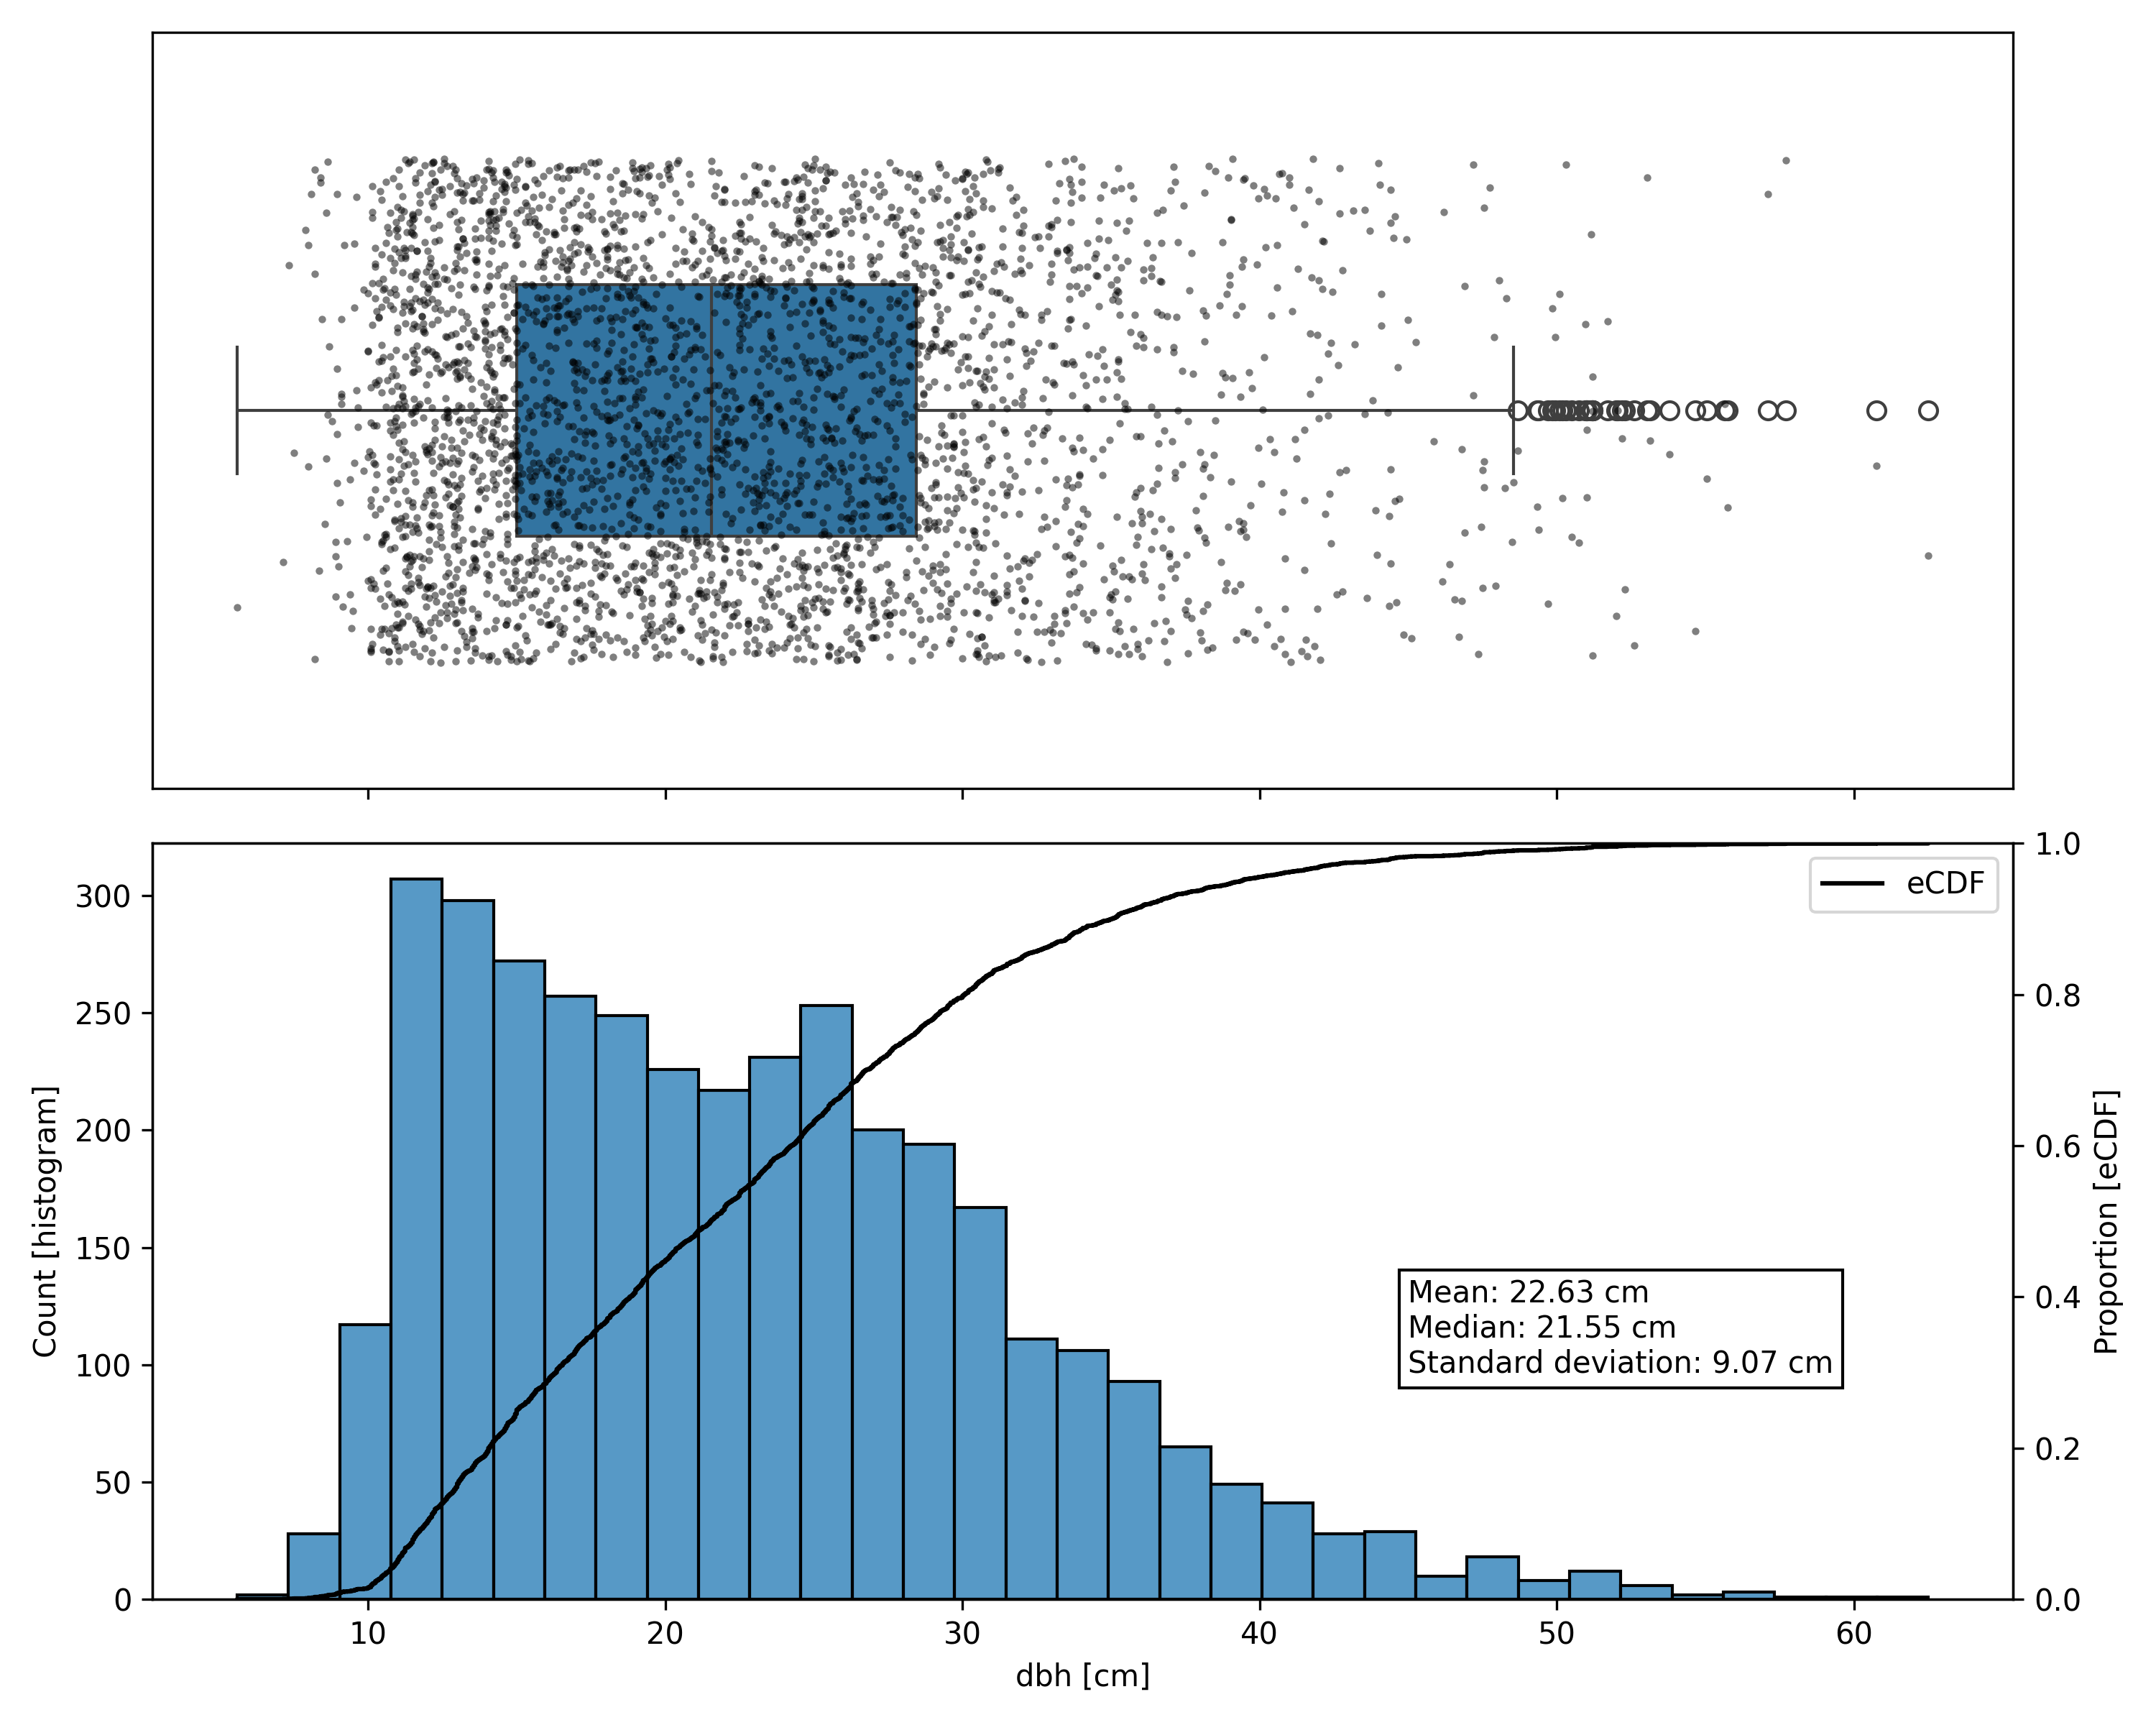 300
250
200
150
100
50
0
Count [histogram]
1.0
0.8
0.6
0.4
0.2
0.0
Proportion [eCDF]
eCDF
Mean: 22.63 cm
Median: 21.55 cm
Standard deviation: 9.07 cm
10 20 30 40 50 60
dbh [cm]